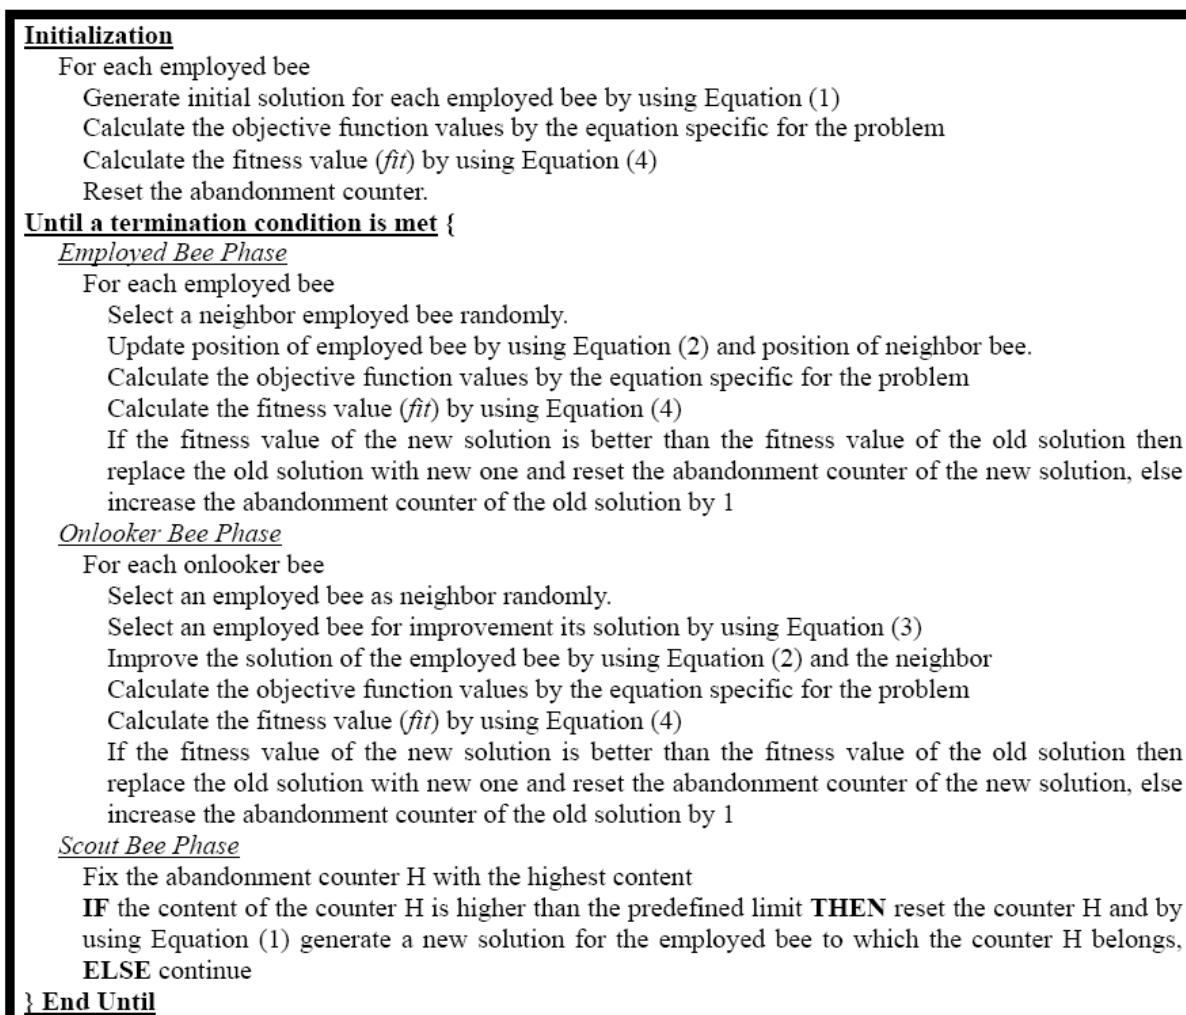 Initialization
For each employed bee
Generate initial solution for each employed bee by using Equation (1)
Calculate the objective function values by the equation specific for the problem
Calculate the fitness value (fit) by using Equation (4)
Reset the abandonment counter.
Until a termination condition is met {
Employed Bee Phase
For each employed bee
Select a neighbor employed bee randomly.
Update position of employed bee by using Equation (2) and position of neighbor bee.
Calculate the objective function values by the equation specific for the problem
Calculate the fitness value (fit) by using Equation (4)
If the fitness value of the new solution is better than the fitness value of the old solution then
replace the old solution with new one and reset the abandonment counter of the new solution, else
increase the abandonment counter of the old solution by 1
Onlooker Bee Phase
For each onlooker bee
Select an employed bee as neighbor randomly.
Select an employed bee for improvement its solution by using Equation (3)
Improve the solution of the employed bee by using Equation (2) and the neighbor
Calculate the objective function values by the equation specific for the problem
Calculate the fitness value (fit) by using Equation (4)
If the fitness value of the new solution is better than the fitness value of the old solution then
replace the old solution with new one and reset the abandonment counter of the new solution, else
increase the abandonment counter of the old solution by 1
Scout Bee Phase
Fix the abandonment counter H with the highest content
IF the content of the counter H is higher than the predefined limit THEN reset the counter H and by
using Equation (1) generate a new solution for the employed bee to which the counter H belongs,
ELSE continue
} End Until